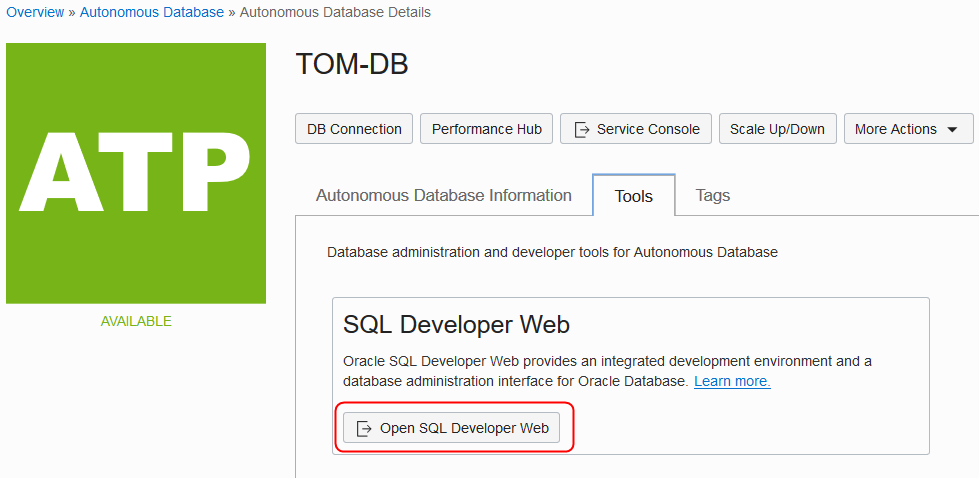 Overview » Autonomous Database » Autonomous Database Details
ATP
AVAILABLE
TOM-DB
DB Connection Performance Hub Service Console Scale Up/Down More Actions
Autonomous Database Information Tools Tags
Database administration and developer tools for Autonomous Database
SQL Developer Web
Oracle SQL Developer Web provides an integrated development environment and a
database administration interface for Oracle Database. Learn more.
Open SQL Developer Web